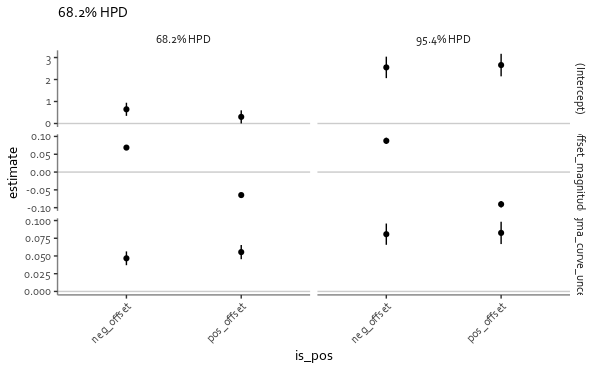 68.2% HPD
68.2% HPD
95.4% HPD
(Intercept)
3
2
1
0
0.10
0.05
0.00
-0.05
-0.10
ffset_magnitud
0.100
0.075
0.050
0.025
0.000
gma_curve_unce
estimate
neg_offset
pos_offset
neg_offset
pos_offset
is_pos